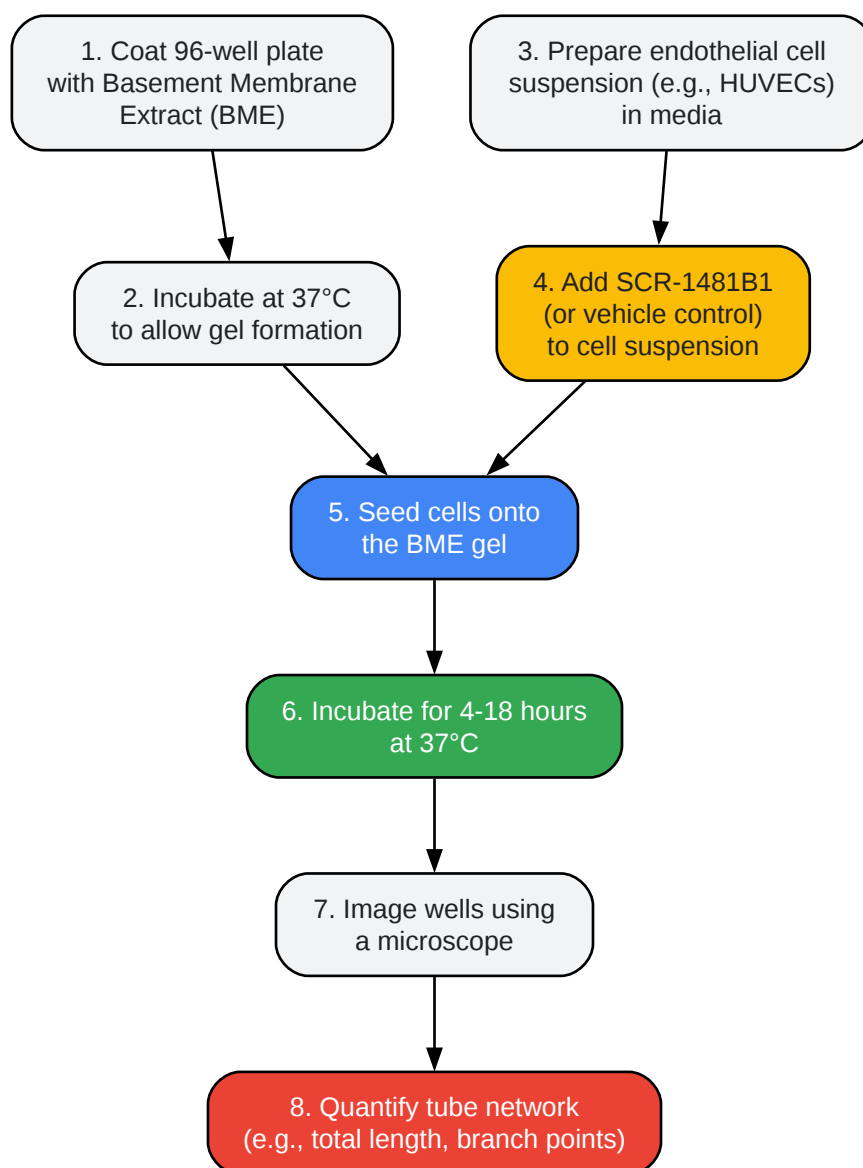 1. Coat 96-well plate
with Basement Membrane
Extract (BME)
3. Prepare endothelial cell
suspension (e.g., HUVECs)
in media
2. Incubate at 37°C
to allow gel formation
4. Add SCR-1481B1
(or vehicle control)
to cell suspension
5. Seed cells onto
the BME gel
6. Incubate for 4-18 hours
at 37°C
7. Image wells using
a microscope
8. Quantify tube network
(e.g., total length, branch points)